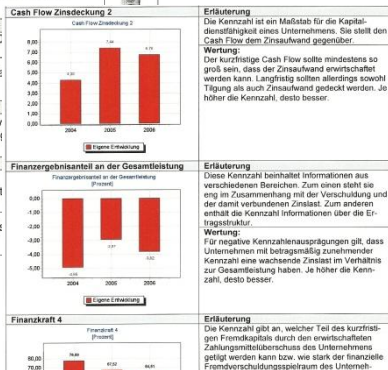 Cash Flow Zinsdeckung 2
Cash Flow Zinsdeckung 2
8,00
7,00
6,00
5,00
4,00
3,00
2,00
1,00
0,00
2004
2005
2006
Eigene Entwicklung
Erläuterung
Die Kennzahl ist ein Maßstab für die Kapital-
dienstfähigkeit eines Unternehmens. Sie stellt den
Cash Flow dem Zinsaufwand gegenüber.
Wertung:
Der kurzfristige Cash Flow sollte mindestens so
groß sein, dass der Zinsaufwand erwirtschaftet
werden kann. Langfristig sollten allerdings sowohl
Tilgung als auch Zinsaufwand gedeckt werden. Je
höher die Kennzahl, desto besser.
Finanzergebnisanteil an der Gesamtleistung
Finanzergebnisanteil an der Gesamtleistung
[Prozent]
0,00
-1,00
-2,00
-3,00
-4,00
-5,00
2004
2005
2006
Eigene Entwicklung
Erläuterung
Diese Kennzahl beinhaltet Informationen aus
verschiedenen Bereichen. Zum einen steht sie
eng im Zusammenhang mit der Verschuldung und
der damit verbundenen Zinslast. Zum anderen
enthält die Kennzahl Informationen über die Er-
tragsstruktur.
Wertung:
Für negative Kennzahlenausprägungen gilt, dass
Unternehmen mit betragsmäßig zunehmender
Kennzahl eine wachsende Zinslast im Verhältnis
zur Gesamtleistung haben. Je höher die Kenn-
zahl, desto besser.
Finanzkraft 4
Finanzkraft 4
[Prozent]
80,00
70,00
67,52
Erläuterung
Die Kennzahl gibt an, welcher Teil des kurzfristi-
gen Fremdkapitals durch den erwirtschafteten
Zahlungsmittelüberschuss des Unternehmens
getilgt werden kann bzw. wie stark der finanzielle
Fremdverschuldungsspielraum des Unterneh-